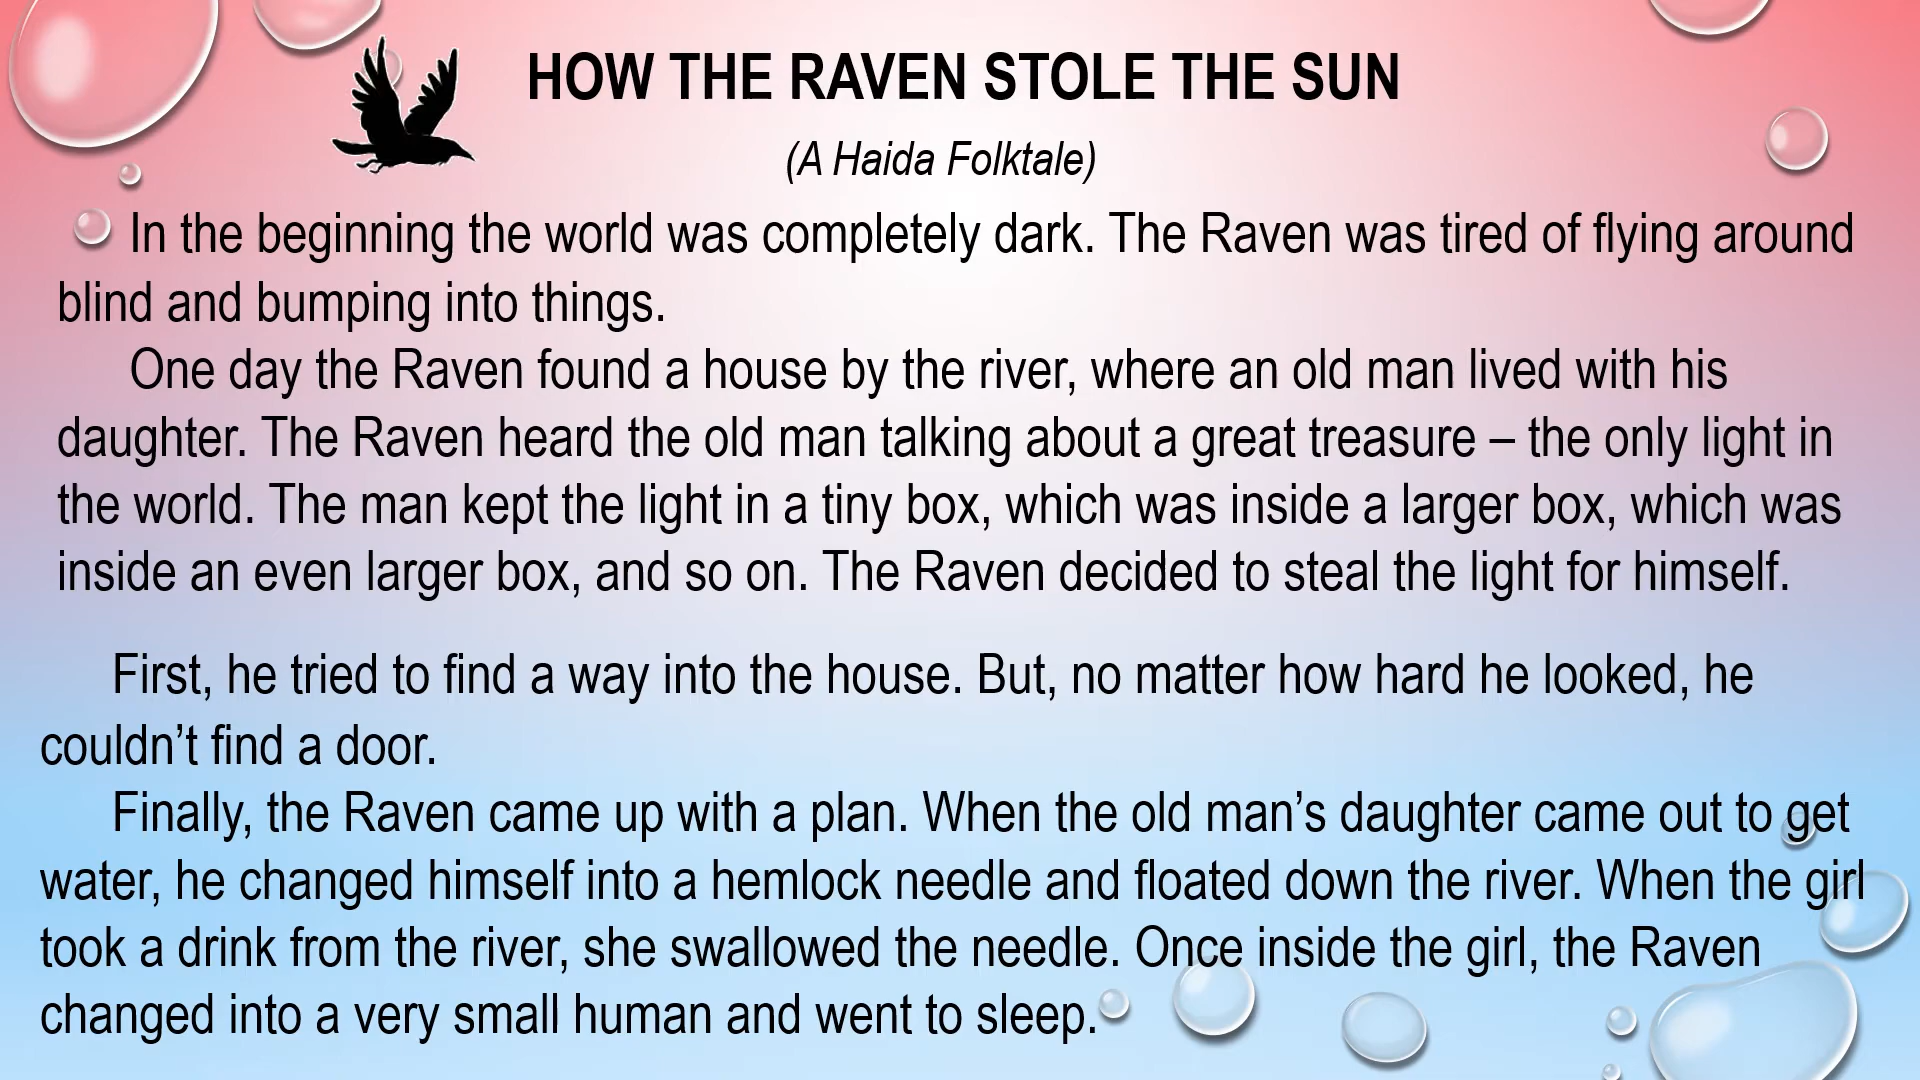 HOW THE RAVEN STOLE THE SUN
(A Haida Folktale)
In the beginning the world was completely dark. The Raven was tired of flying around
blind and bumping into things.
One day the Raven found a house by the river, where an old man lived with his
daughter. The Raven heard the old man talking about a great treasure – the only light in
the world. The man kept the light in a tiny box, which was inside a larger box, which was
inside an even larger box, and so on. The Raven decided to steal the light for himself.
First, he tried to find a way into the house. But, no matter how hard he looked, he
couldn’t find a door.
Finally, the Raven came up with a plan. When the old man’s daughter came out to get
water, he changed himself into a hemlock needle and floated down the river. When the girl
took a drink from the river, she swallowed the needle. Once inside the girl, the Raven
changed into a very small human and went to sleep.